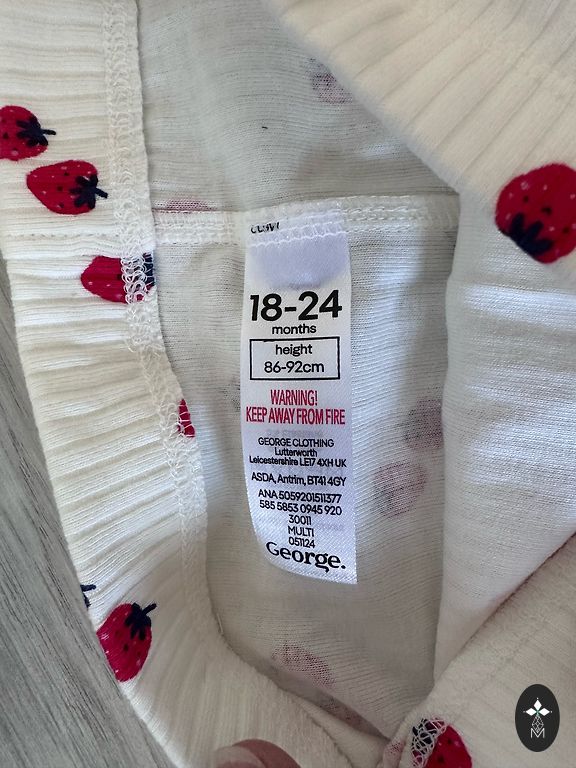 18-24
months
height
86-92cm
WARNING!
KEEP AWAY FROM FIRE
GEORGE CLOTHING
Lutterworth
Leicestershire LE17 4XH UK
ASDA, Antrim, BT41 4GY
ANA 5059201511377
585 5853 0945 920
30011
MULTI
051124
George.
M